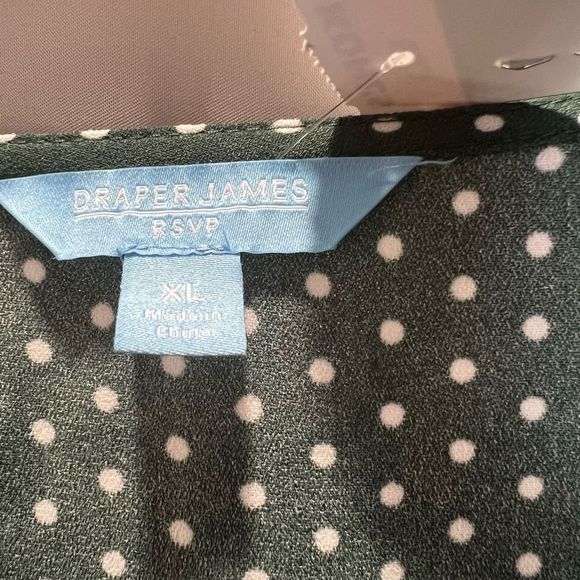 DRAPER JAMES
RSVP
XL
Made in
China